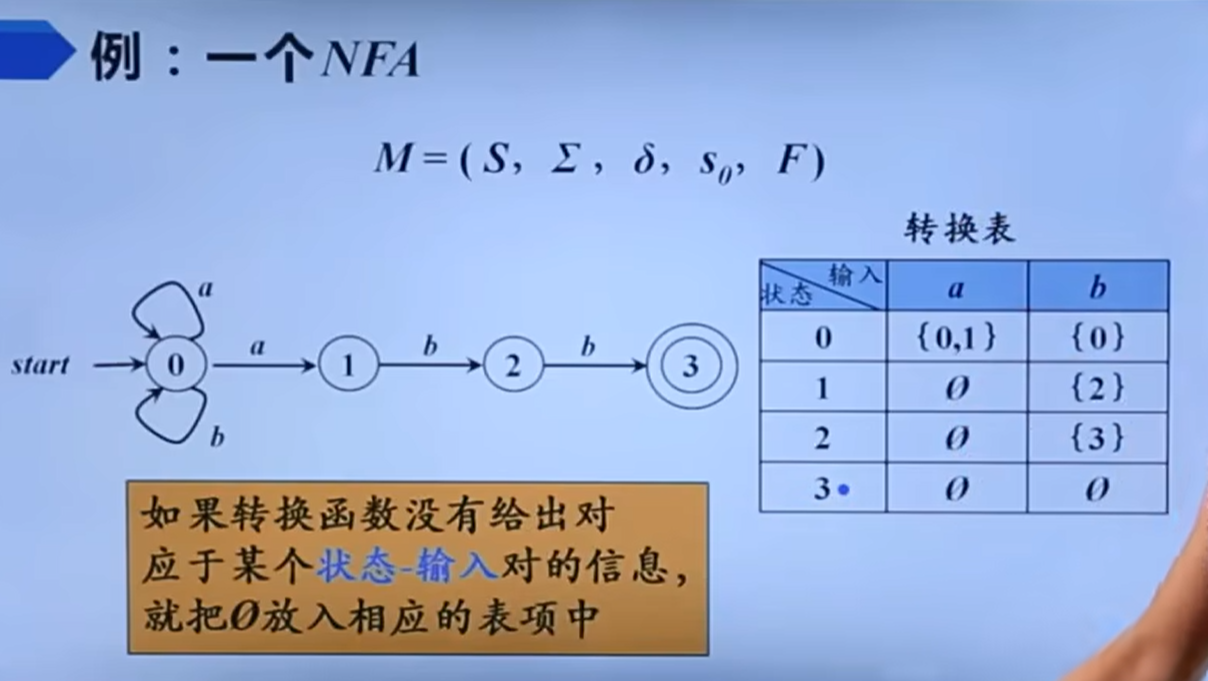 例：一个NFA
M = ( S, Σ, δ, s₀, F )
转换表
输入
状态
a
b
0
{0,1}
{0}
1
Ø
{2}
2
Ø
{3}
3
Ø
Ø
a
start
0
a
1
b
2
b
3
b
如果转换函数没有给出对
应于某个状态-输入对的信息，
就把Ø放入相应的表项中